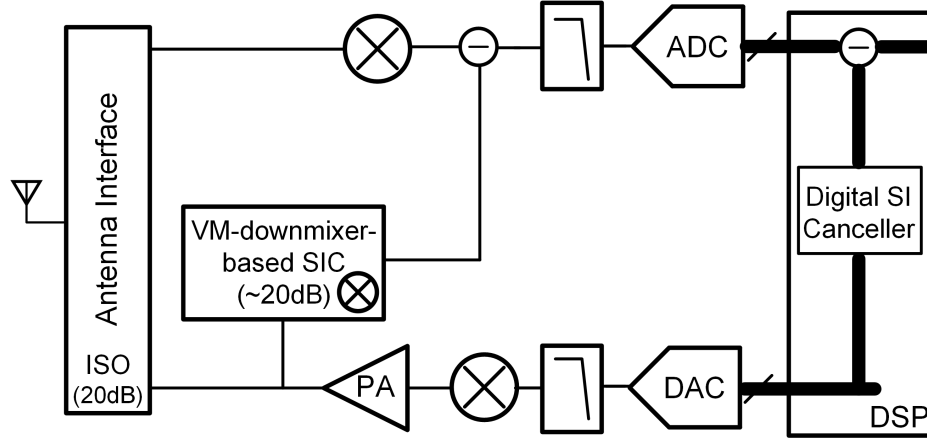 ADC
Antenna Interface
VM-downmixer-
based SIC
(~20dB)
Digital SI
Canceller
ISO
(20dB)
PA
DAC
DSP